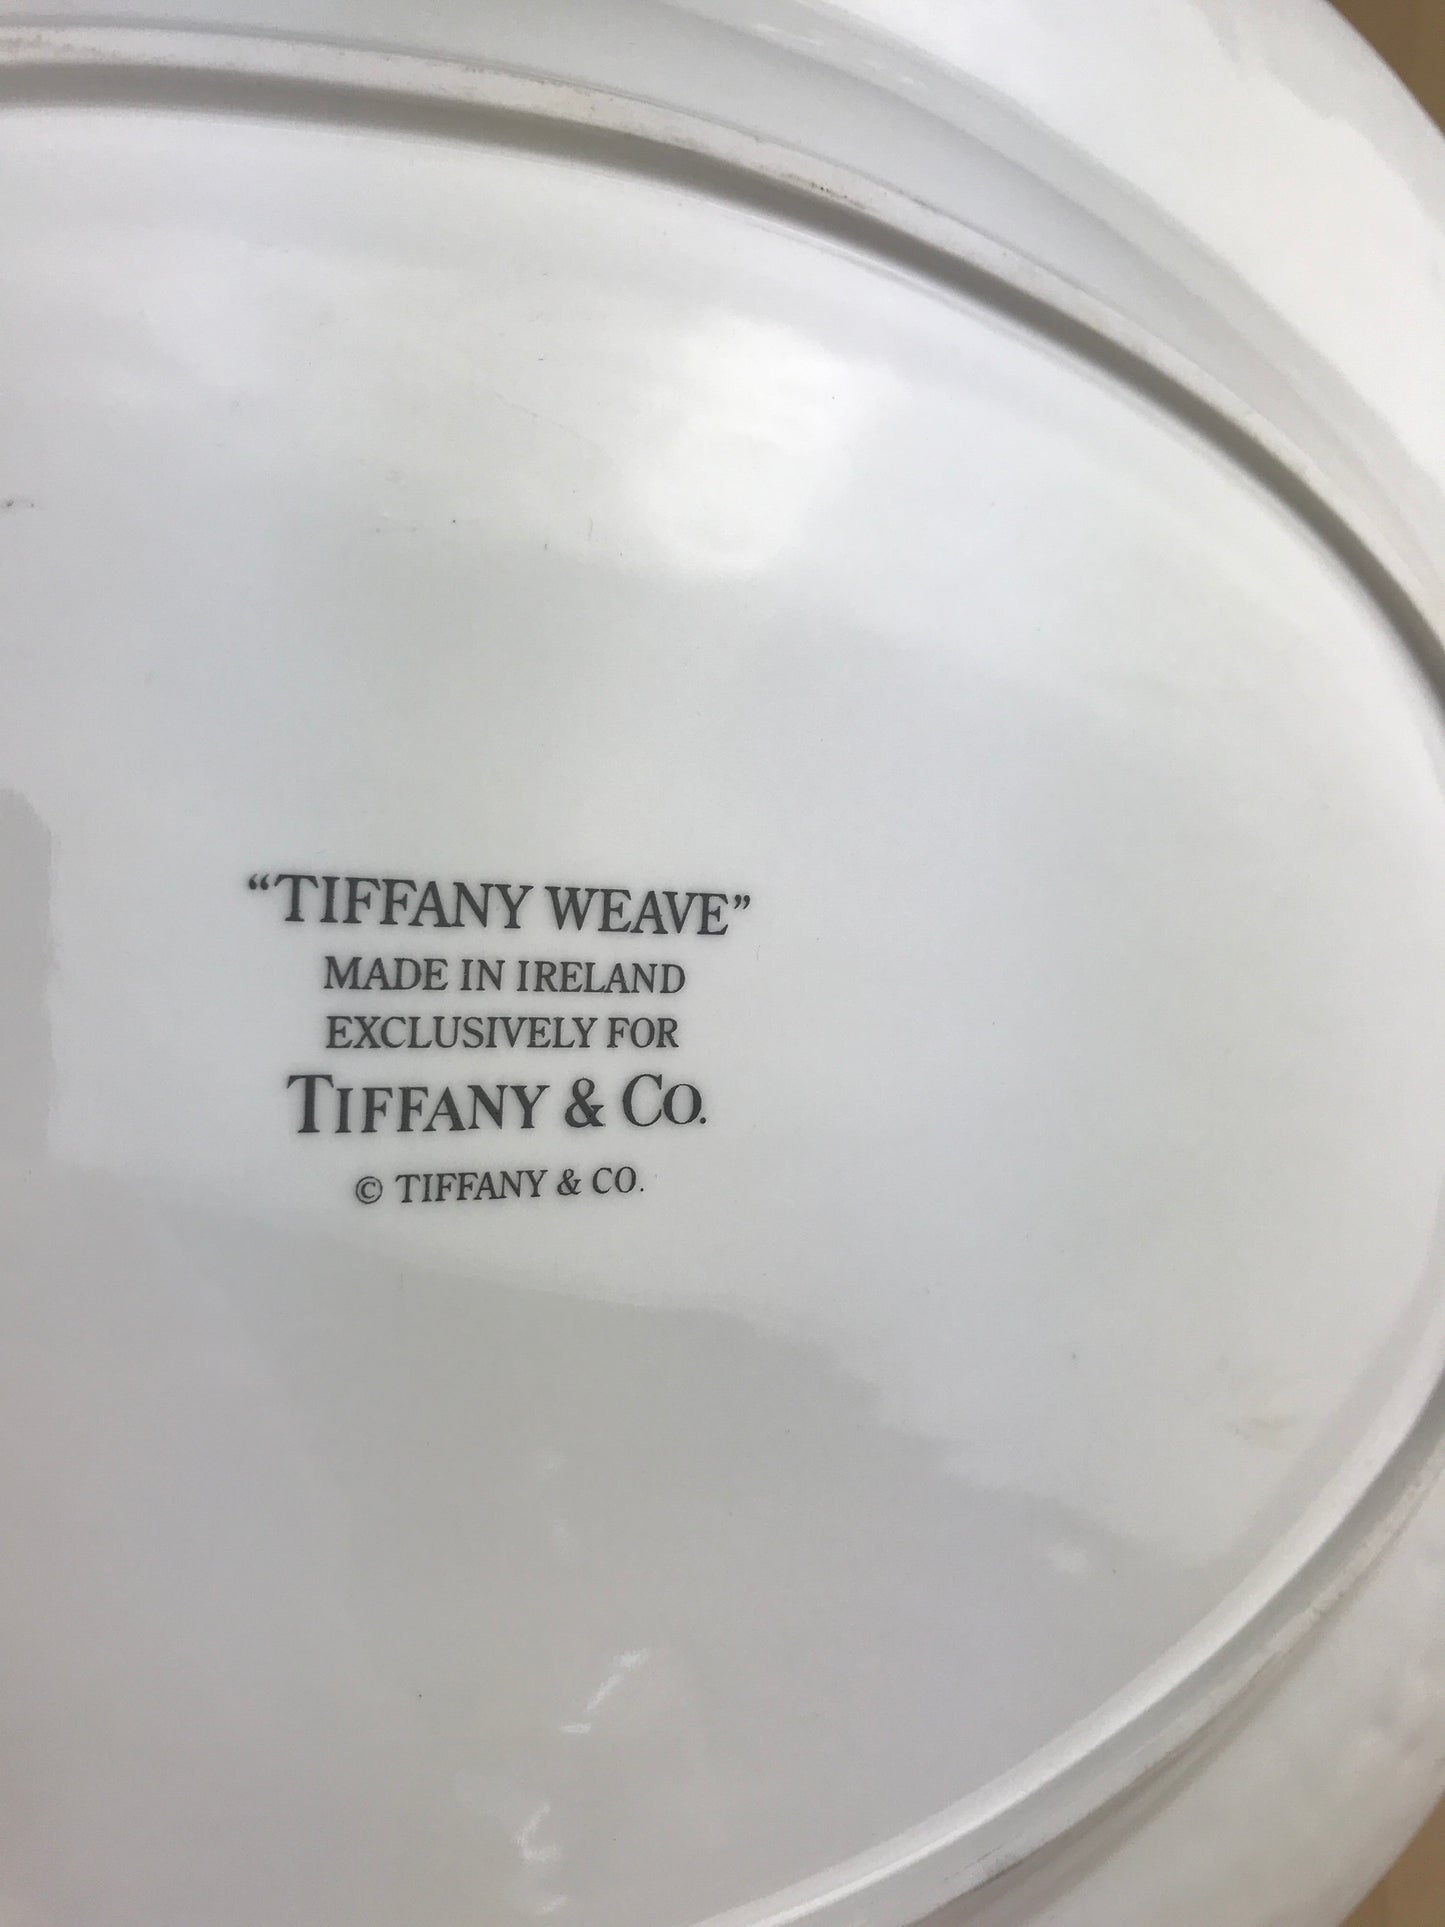 “TIFFANY WEAVE”
MADE IN IRELAND
EXCLUSIVELY FOR
TIFFANY & CO.
© TIFFANY & CO.